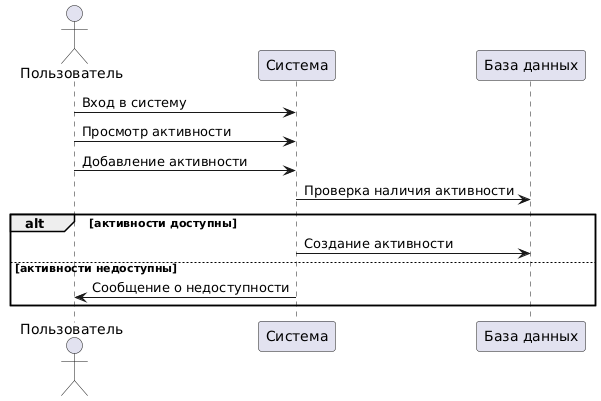 Пользователь
Система
База данных
Вход в систему
Просмотр активности
Добавление активности
Проверка наличия активности
alt [активности доступны]
Создание активности
[активности недоступны]
Сообщение о недоступности
Пользователь
Система
База данных